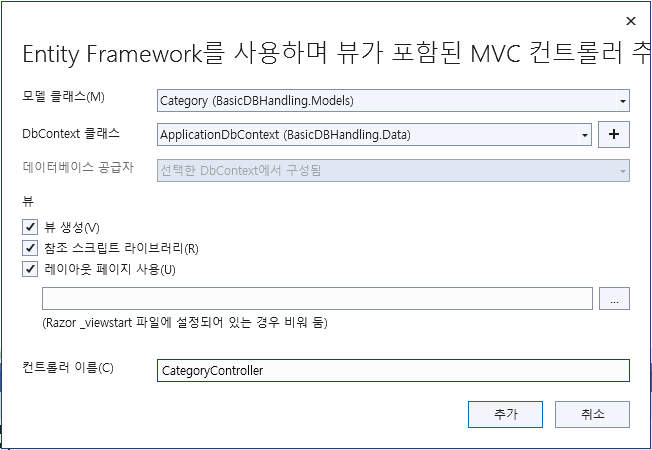 Entity Framework를 사용하며 뷰가 포함된 MVC 컨트롤러 추
모델 클래스(M)
Category (BasicDBHandling.Models)
DbContext 클래스
ApplicationDbContext (BasicDBHandling.Data)
데이터베이스 공급자
선택한 DbContext에서 구성됨
뷰
뷰 생성(V)
참조 스크립트 라이브러리(R)
레이아웃 페이지 사용(U)
...
(Razor _viewstart 파일에 설정되어 있는 경우 비워 둠)
컨트롤러 이름(C)
CategoryController
추가
취소